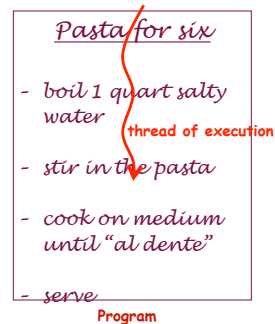 Pasta for six
- boil 1 quart salty
water
thread of execution
- stir in the pasta
- cook on medium
until “al dente”
- serve
Program